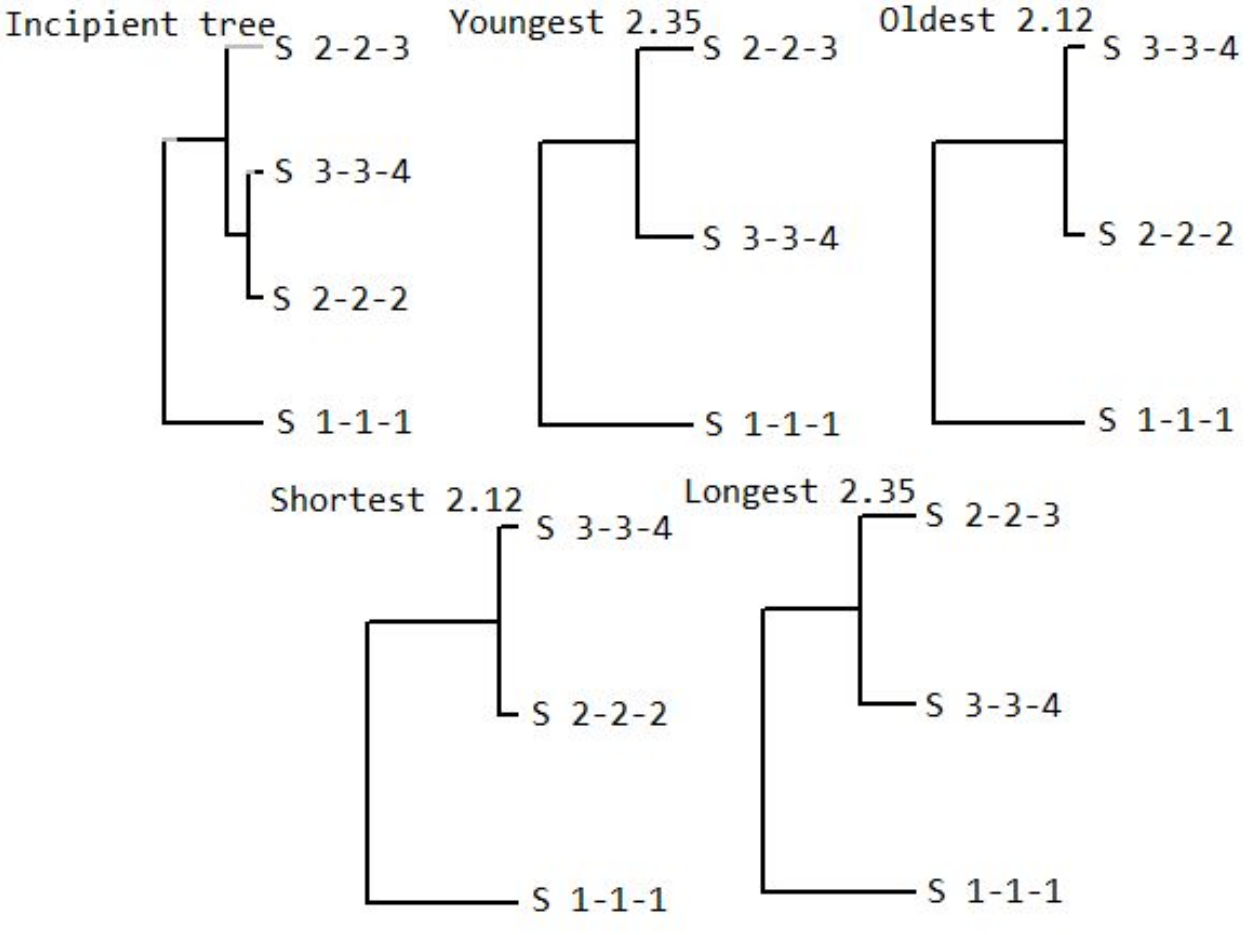 Incipient tree
S 2-2-3
S 3-3-4
S 2-2-2
S 1-1-1
Youngest 2.35
S 2-2-3
S 3-3-4
S 1-1-1
Oldest 2.12
S 3-3-4
S 2-2-2
S 1-1-1
Shortest 2.12
S 3-3-4
S 2-2-2
S 1-1-1
Longest 2.35
S 2-2-3
S 3-3-4
S 1-1-1